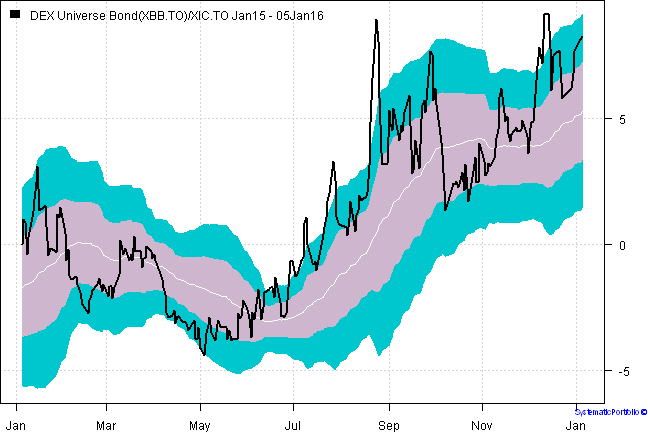 DEX Universe Bond(XBB.TO)/XIC.TO Jan15 - 05Jan16
5
0
-5
Jan Mar May Jul Sep Nov Jan
SystematicPortfolio ©